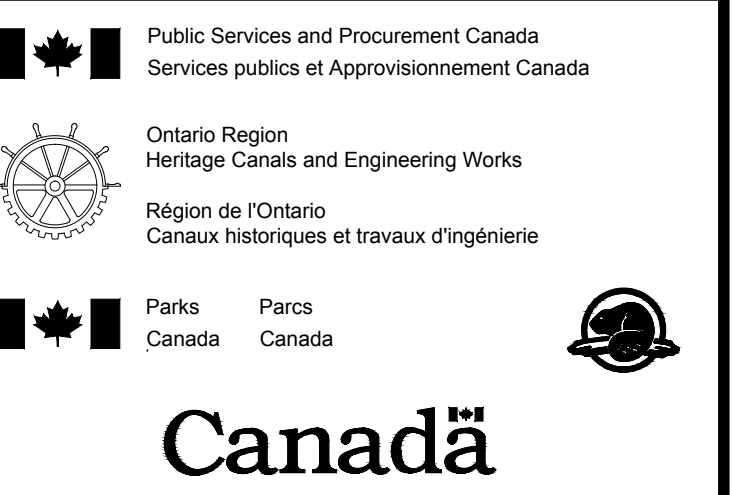 Public Services and Procurement Canada
Services publics et Approvisionnement Canada
Ontario Region
Heritage Canals and Engineering Works
Région de l'Ontario
Canaux historiques et travaux d'ingénierie
Parks Parcs
Canada Canada
Canada